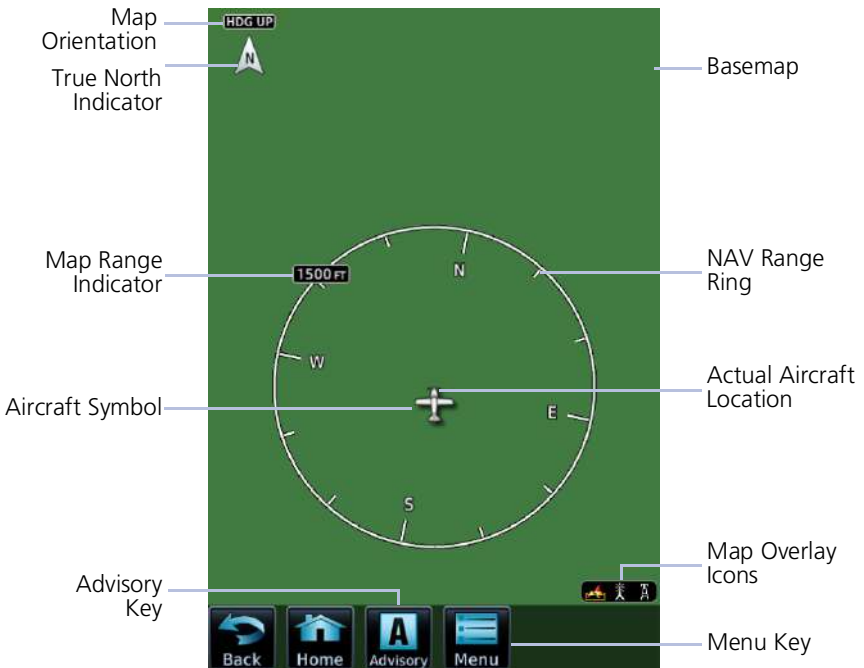 Map
Orientation
True North
Indicator
HDG UP
N
Basemap
Map Range
Indicator
1500 FT
N
NAV Range
Ring
W
Aircraft Symbol
E
Actual Aircraft
Location
S
Map Overlay
Icons
Advisory
Key
Back
Home
A
Advisory
Menu
Menu Key